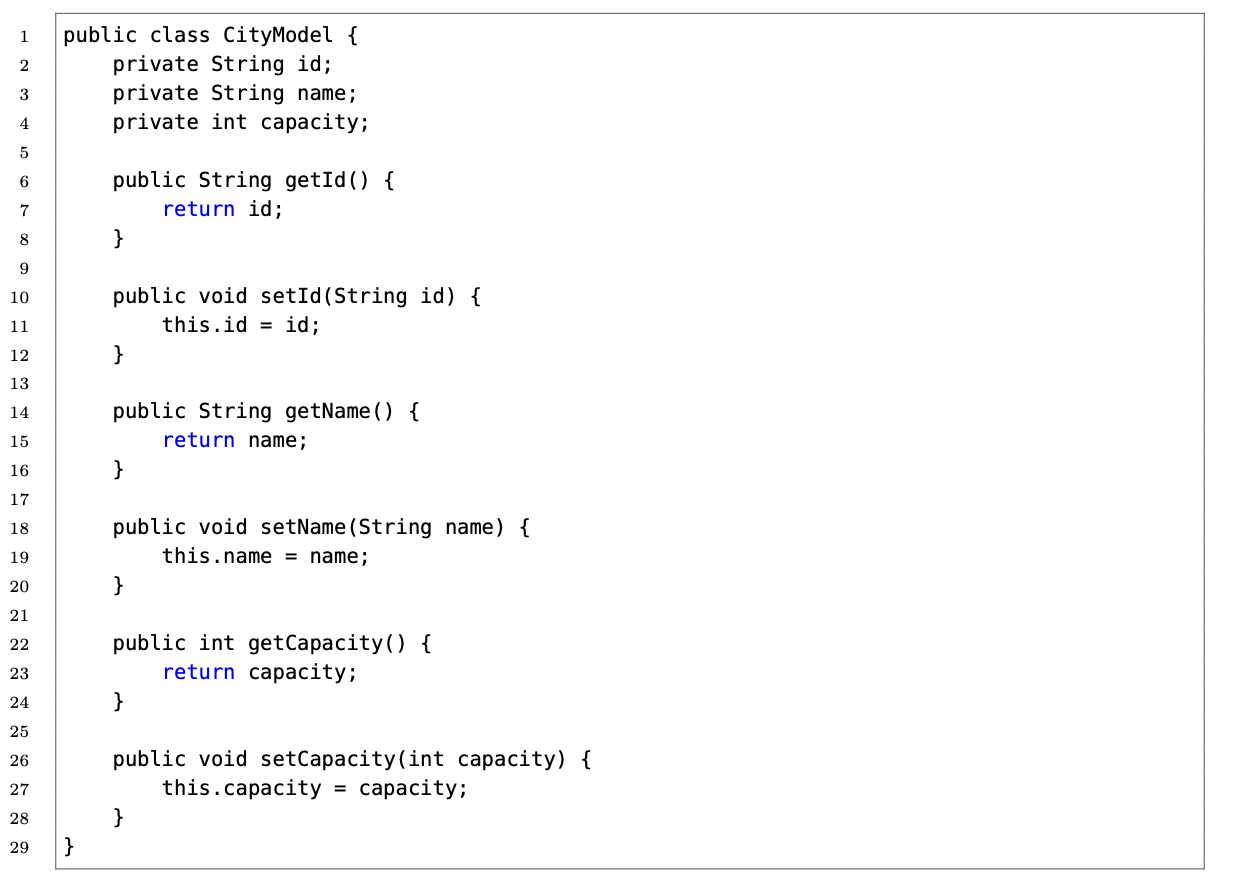 1 public class CityModel {
2     private String id;
3     private String name;
4     private int capacity;
5
6     public String getId() {
7         return id;
8     }
9
10     public void setId(String id) {
11         this.id = id;
12     }
13
14     public String getName() {
15         return name;
16     }
17
18     public void setName(String name) {
19         this.name = name;
20     }
21
22     public int getCapacity() {
23         return capacity;
24     }
25
26     public void setCapacity(int capacity) {
27         this.capacity = capacity;
28     }
29 }